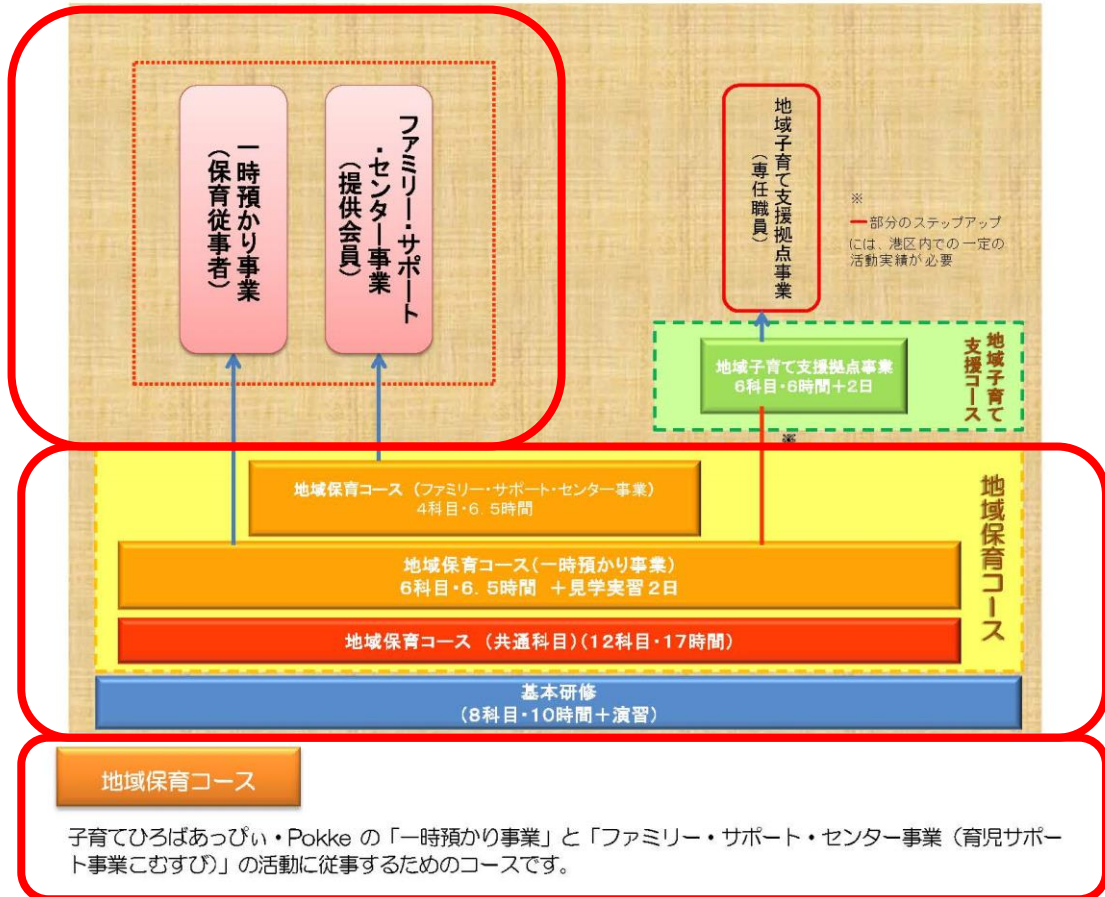 一時預かり事業
（保育従事者）
ファミリー・サポート
・センター事業
（提供会員）
地域子育て支援拠点事業
（専任職員）
※
━部分のステップアップ
には、港区内での一定の
活動実績が必要
地域子育て
支援コース
地域子育て支援拠点事業
6科目・6時間＋2日
※
地域保育コース
地域保育コース （ファミリー・サポート・センター事業）
4科目・6．5時間
地域保育コース（一時預かり事業）
6科目・6．5時間 ＋見学実習2日
地域保育コース （共通科目）（12科目・17時間）
基本研修
（8科目・10時間＋演習）
地域保育コース
子育てひろばあっぴぃ・Pokke の「一時預かり事業」と「ファミリー・サポート・センター事業（育児サポー
ト事業こむすび）」の活動に従事するためのコースです。